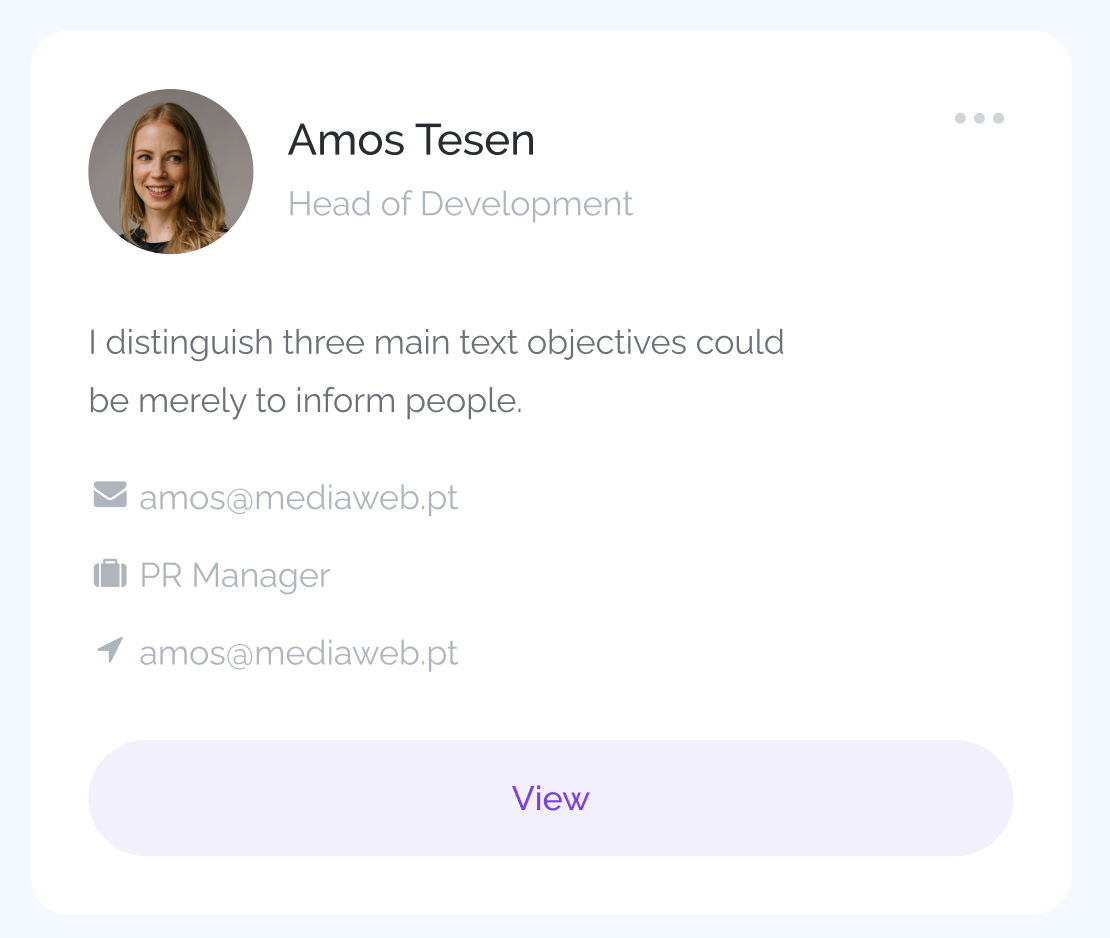 Amos Tesen
Head of Development
I distinguish three main text objectives could
be merely to inform people.
amos@mediaweb.pt
PR Manager
amos@mediaweb.pt
View